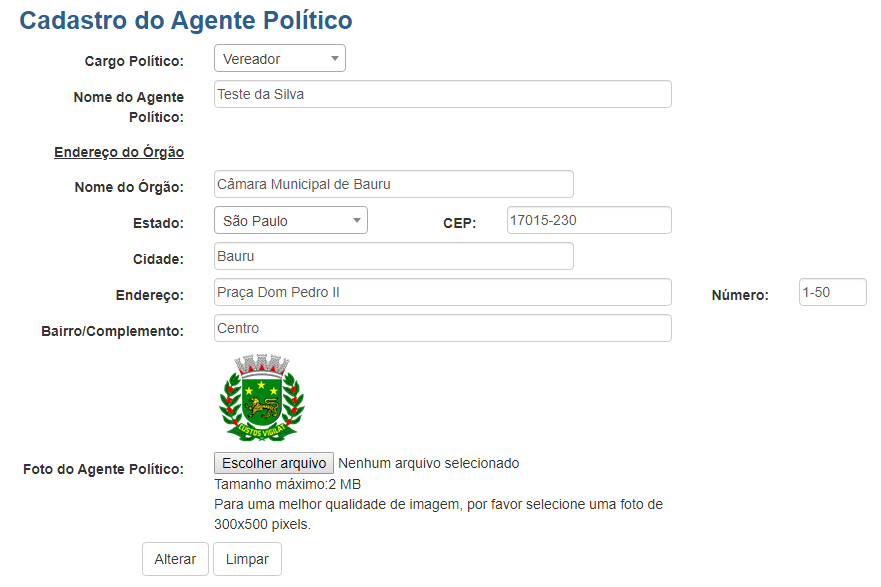 Cadastro do Agente Político
Cargo Político: Vereador
Nome do Agente
Político: Teste da Silva
Endereço do Órgão
Nome do Órgão: Câmara Municipal de Bauru
Estado: São Paulo CEP: 17015-230
Cidade: Bauru
Endereço: Praça Dom Pedro II Número: 1-50
Bairro/Complemento: Centro
CUSTOS VIGILAT
Foto do Agente Político: Escolher arquivo Nenhum arquivo selecionado
Tamanho máximo:2 MB
Para uma melhor qualidade de imagem, por favor selecione uma foto de
300x500 pixels.
Alterar Limpar